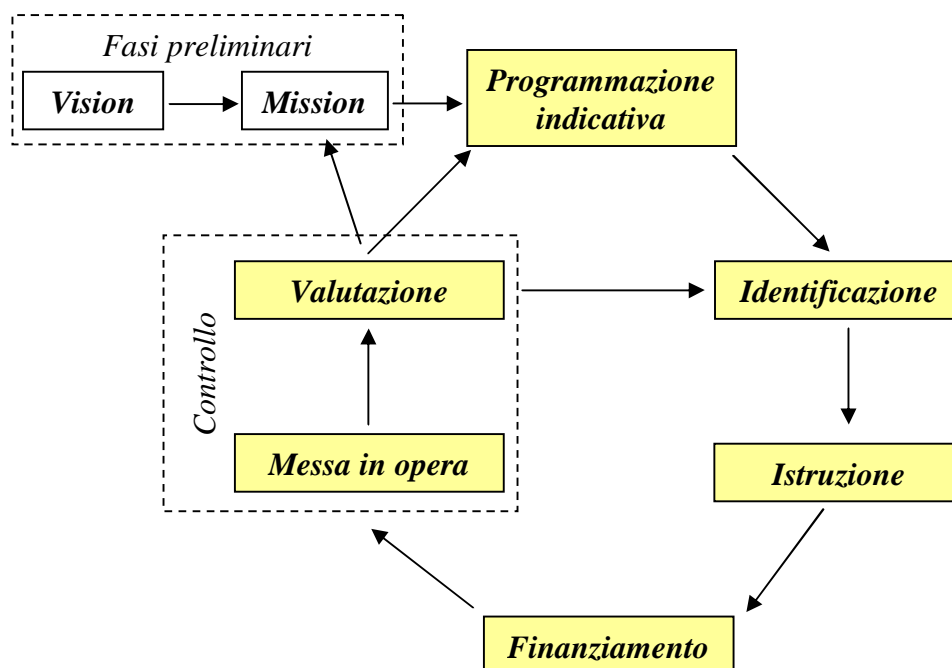 Fasi preliminari
Vision
Mission
Programmazione
indicativa
Valutazione
Identificazione
Controllo
Messa in opera
Istruzione
Finanziamento